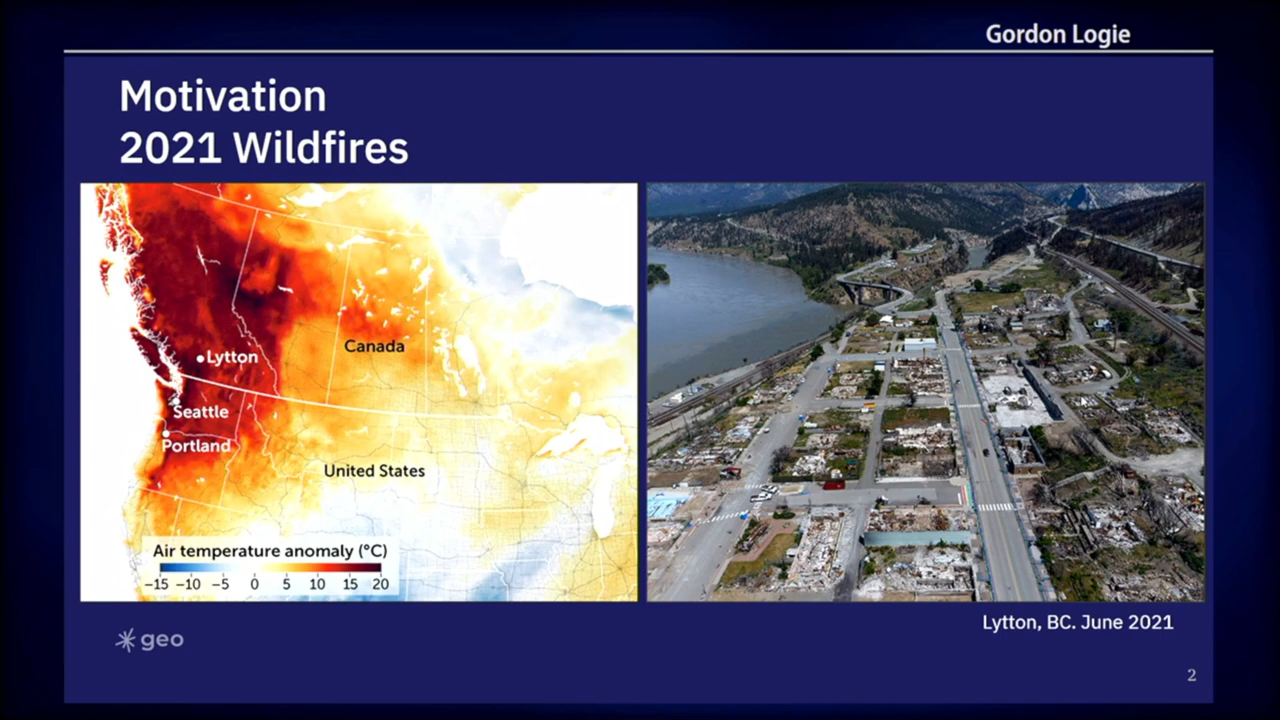 Gordon Logie
Motivation
2021 Wildfires
Lytton
Canada
Seattle
Portland
United States
Air temperature anomaly (°C)
−15 −10 −5 0 5 10 15 20
Lytton, BC. June 2021
geo
2